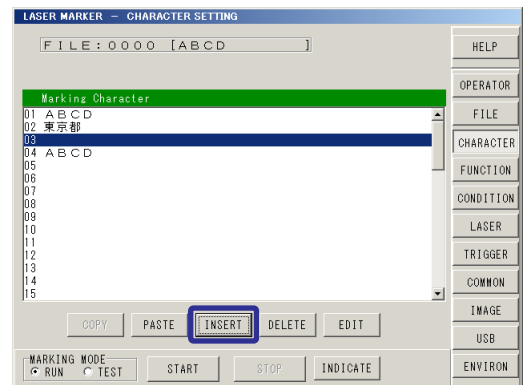 LASER MARKER － CHARACTER SETTING
ＦＩＬＥ：００００　［ＡＢＣＤ　　　　　　］
HELP
OPERATOR
FILE
CHARACTER
FUNCTION
CONDITION
LASER
TRIGGER
COMMON
IMAGE
USB
ENVIRON
Marking Character
01 ＡＢＣＤ
02 東京都
03
04 ＡＢＣＤ
05
06
07
08
09
10
11
12
13
14
15
COPY PASTE INSERT DELETE EDIT
MARKING MODE
RUN TEST START STOP INDICATE